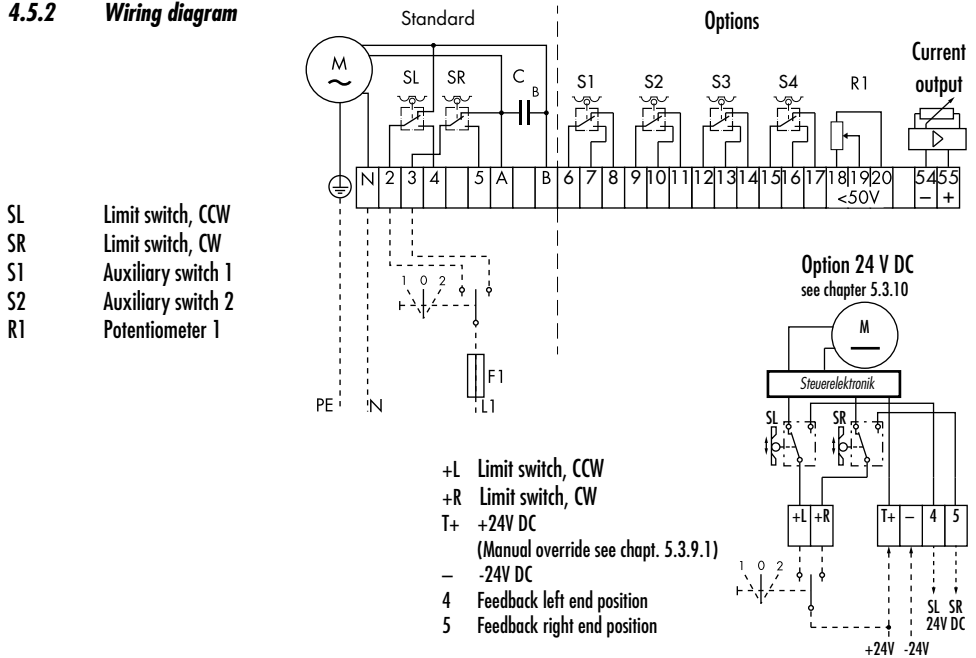 4.5.2 Wiring diagram
Standard
Options
Current
output
M
SL SR C B S1 S2 S3 S4 R1
N 2 3 4 5 A B 6 7 8 9 10 11 12 13 14 15 16 17 18 19 20 54 55
<50V − +
SL Limit switch, CCW
SR Limit switch, CW
S1 Auxiliary switch 1
S2 Auxiliary switch 2
R1 Potentiometer 1
1 0 2
F1
PE N L1
Option 24 V DC
see chapter 5.3.10
M
Steuerelektronik
SL SR
+L +R T+ – 4 5
1 0 2
SL SR
24V DC
+24V -24V
+L Limit switch, CCW
+R Limit switch, CW
T+ +24V DC
(Manual override see chapt. 5.3.9.1)
– -24V DC
4 Feedback left end position
5 Feedback right end position